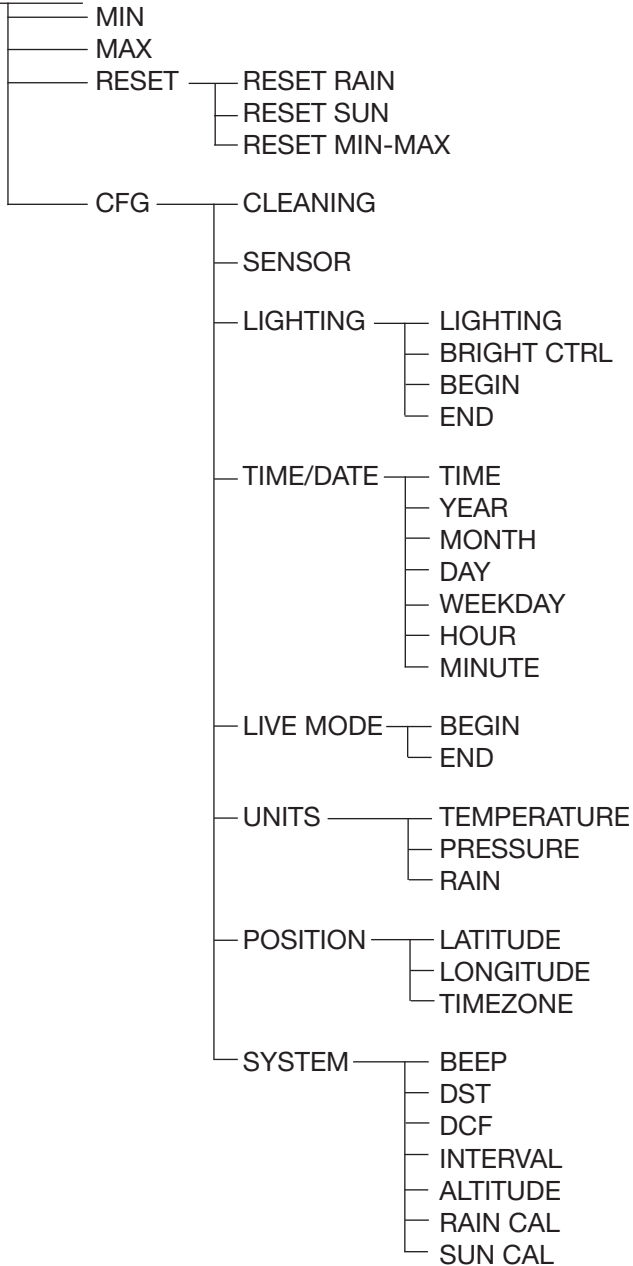 MIN
MAX
RESET RESET RAIN
RESET SUN
RESET MIN-MAX
CFG CLEANING
SENSOR
LIGHTING LIGHTING
BRIGHT CTRL
BEGIN
END
TIME/DATE TIME
YEAR
MONTH
DAY
WEEKDAY
HOUR
MINUTE
LIVE MODE BEGIN
END
UNITS TEMPERATURE
PRESSURE
RAIN
POSITION LATITUDE
LONGITUDE
TIMEZONE
SYSTEM BEEP
DST
DCF
INTERVAL
ALTITUDE
RAIN CAL
SUN CAL